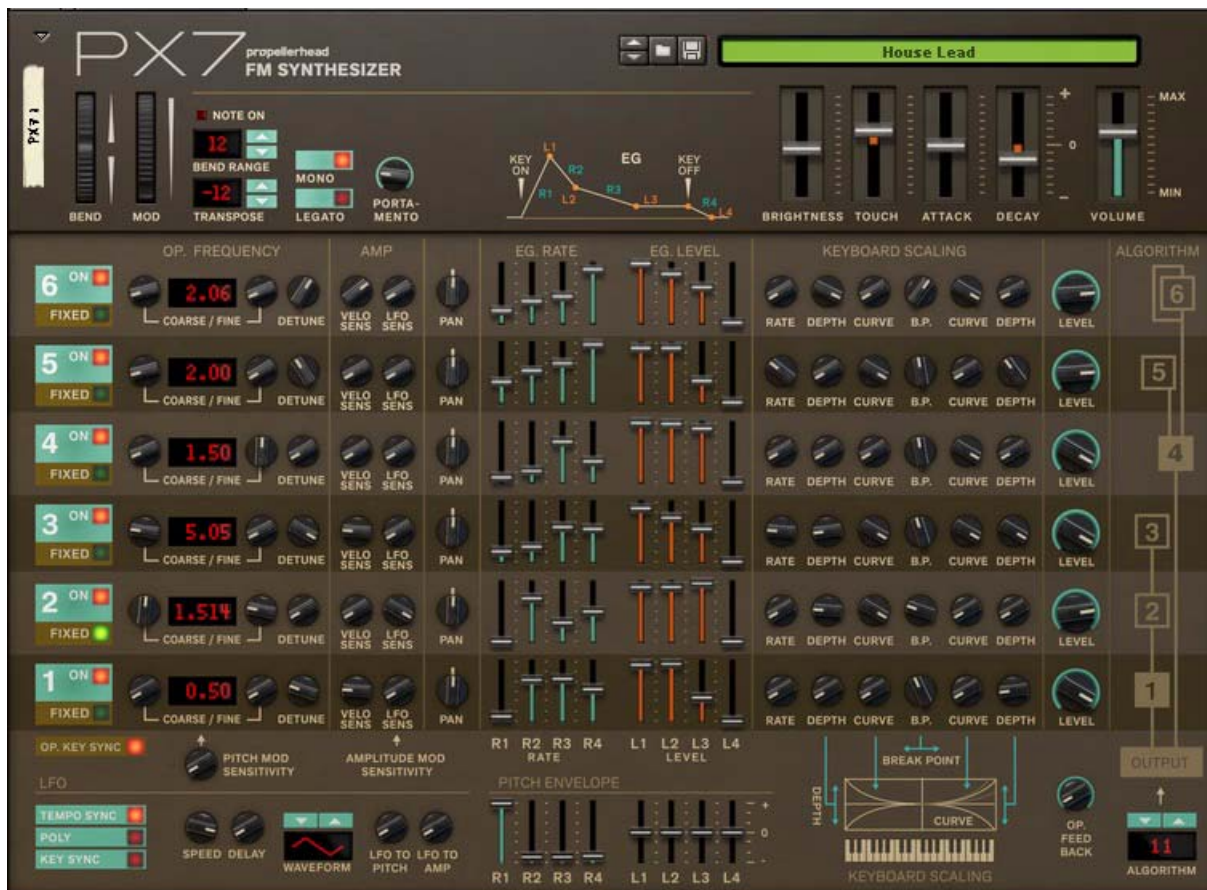 PX7
propellerhead
FM SYNTHESIZER
House Lead
PX7 1
NOTE ON
12
BEND RANGE
-12
TRANSPOSE
BEND MOD
MONO
LEGATO
PORTA-
MENTO
KEY
ON
L1
R1
R2
L2
EG
R3
L3
KEY
OFF
R4
L4
+
0
-
MAX
MIN
BRIGHTNESS TOUCH ATTACK DECAY VOLUME
OP. FREQUENCY AMP EG. RATE EG. LEVEL KEYBOARD SCALING ALGORITHM
6 ON 2.06 6
FIXED COARSE / FINE DETUNE VELO SENS LFO SENS PAN RATE DEPTH CURVE B.P. CURVE DEPTH LEVEL
5 ON 2.00 5
FIXED COARSE / FINE DETUNE VELO SENS LFO SENS PAN RATE DEPTH CURVE B.P. CURVE DEPTH LEVEL
4 ON 1.50 4
FIXED COARSE / FINE DETUNE VELO SENS LFO SENS PAN RATE DEPTH CURVE B.P. CURVE DEPTH LEVEL
3 ON 5.05 3
FIXED COARSE / FINE DETUNE VELO SENS LFO SENS PAN RATE DEPTH CURVE B.P. CURVE DEPTH LEVEL
2 ON 1.514 2
FIXED COARSE / FINE DETUNE VELO SENS LFO SENS PAN RATE DEPTH CURVE B.P. CURVE DEPTH LEVEL
1 ON 0.50 1
FIXED COARSE / FINE DETUNE VELO SENS LFO SENS PAN RATE DEPTH CURVE B.P. CURVE DEPTH LEVEL
R1 R2 R3 R4 L1 L2 L3 L4
RATE LEVEL
OP. KEY SYNC
PITCH MOD
SENSITIVITY
AMPLITUDE MOD
SENSITIVITY
BREAK POINT
OUTPUT
LFO
PITCH ENVELOPE
TEMPO SYNC
POLY
KEY SYNC
SPEED DELAY
WAVEFORM
LFO TO
PITCH
LFO TO
AMP
+
0
-
R1 R2 R3 R4 L1 L2 L3 L4
DEPTH
CURVE
KEYBOARD SCALING
OP.
FEED
BACK
11
ALGORITHM